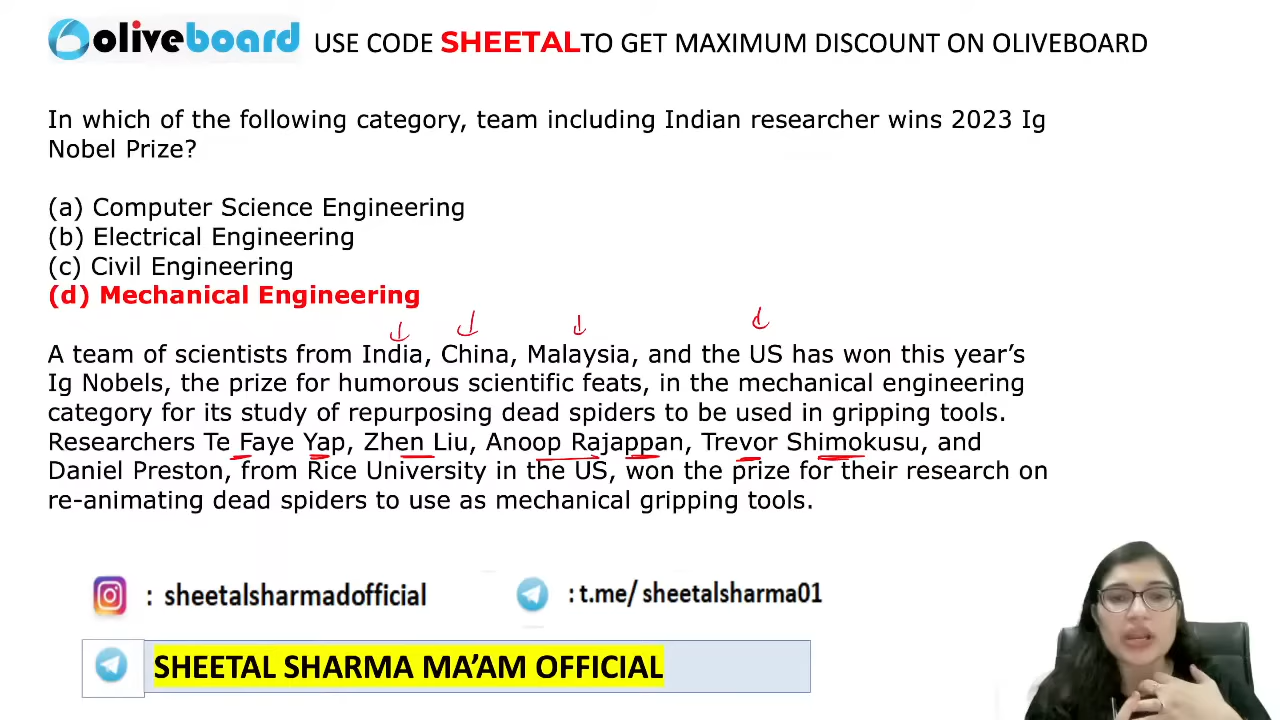 oliveboard USE CODE SHEETAL TO GET MAXIMUM DISCOUNT ON OLIVEBOARD
In which of the following category, team including Indian researcher wins 2023 Ig
Nobel Prize?
(a) Computer Science Engineering
(b) Electrical Engineering
(c) Civil Engineering
(d) Mechanical Engineering
A team of scientists from India, China, Malaysia, and the US has won this year's
Ig Nobels, the prize for humorous scientific feats, in the mechanical engineering
category for its study of repurposing dead spiders to be used in gripping tools.
Researchers Te Faye Yap, Zhen Liu, Anoop Rajappan, Trevor Shimokusu, and
Daniel Preston, from Rice University in the US, won the prize for their research on
re-animating dead spiders to use as mechanical gripping tools.
: sheetalsharmadofficial : t.me/ sheetalsharma01
SHEETAL SHARMA MA'AM OFFICIAL